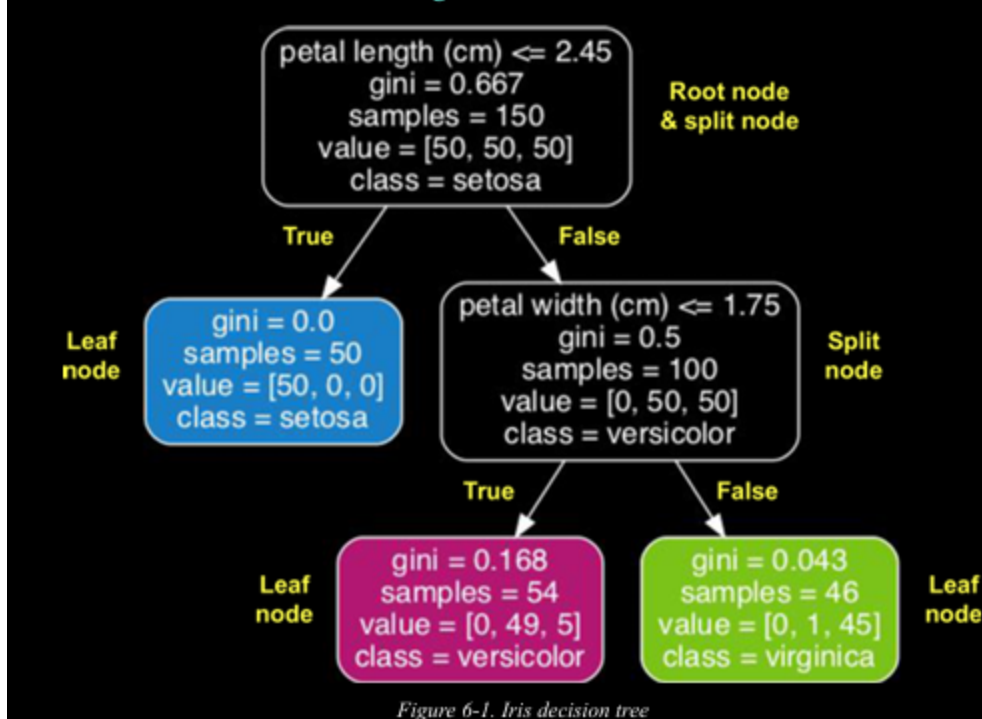 petal length (cm) <= 2.45
gini = 0.667
samples = 150
value = [50, 50, 50]
class = setosa
Root node
& split node
True
False
Leaf
node
gini = 0.0
samples = 50
value = [50, 0, 0]
class = setosa
petal width (cm) <= 1.75
gini = 0.5
samples = 100
value = [0, 50, 50]
class = versicolor
Split
node
True
False
Leaf
node
gini = 0.168
samples = 54
value = [0, 49, 5]
class = versicolor
gini = 0.043
samples = 46
value = [0, 1, 45]
class = virginica
Leaf
node
Figure 6-1. Iris decision tree